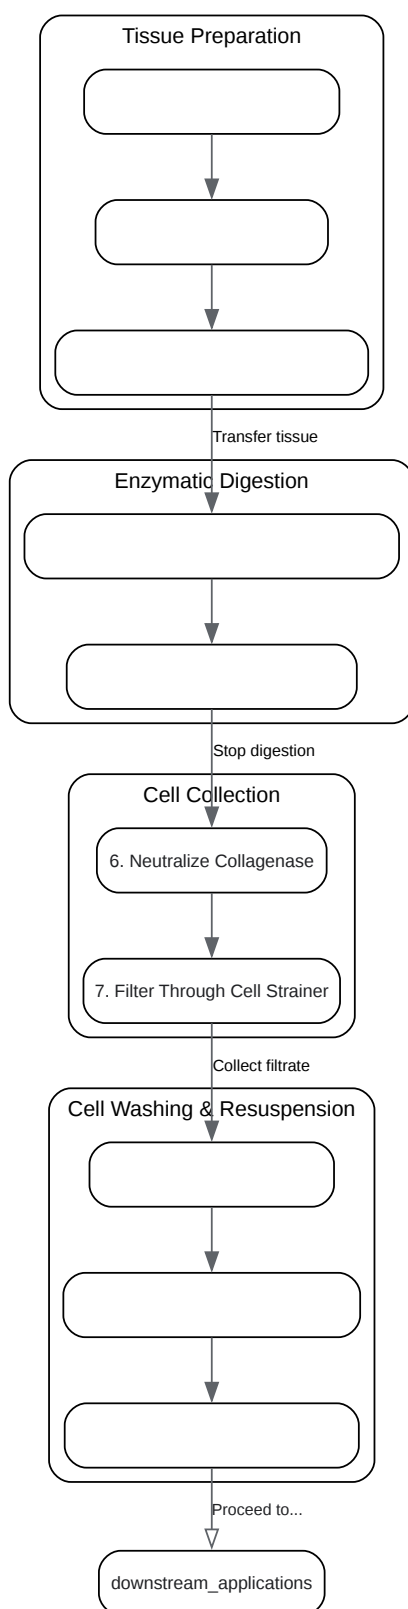 Tissue Preparation
Transfer tissue
Enzymatic Digestion
Stop digestion
Cell Collection
6. Neutralize Collagenase
7. Filter Through Cell Strainer
Collect filtrate
Cell Washing & Resuspension
Proceed to...
downstream_applications